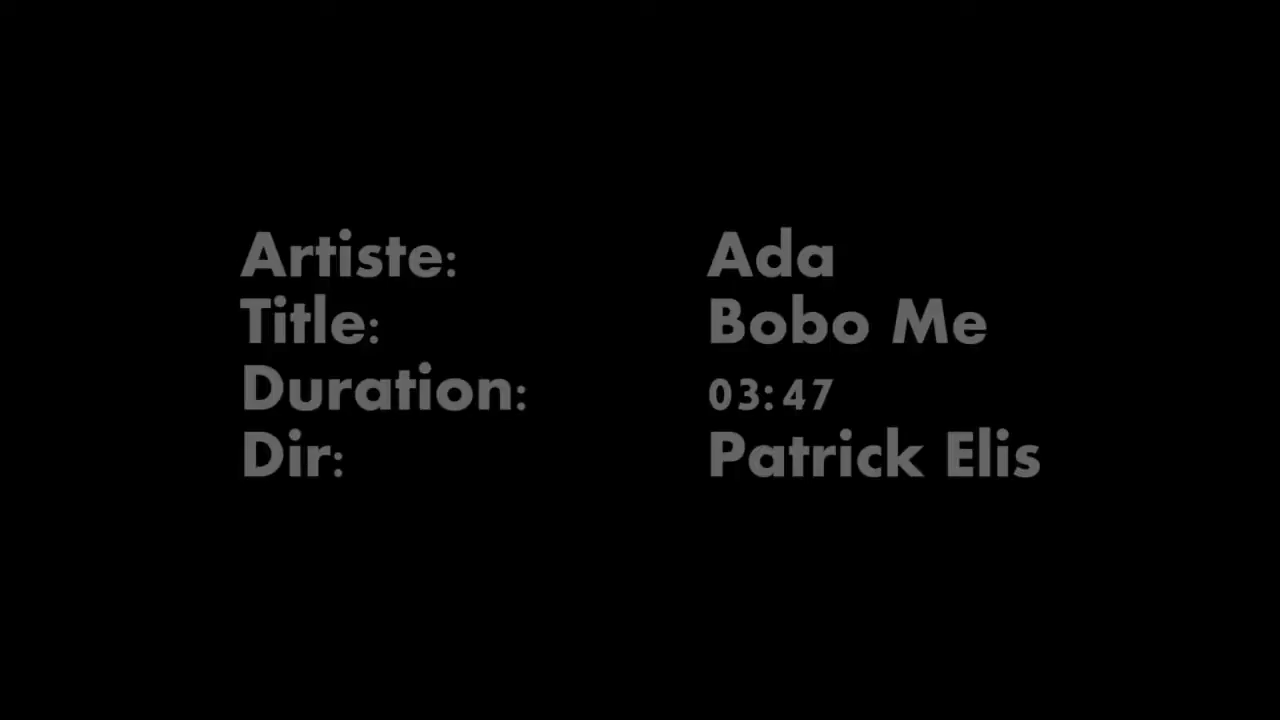 Artiste: Ada
Title: Bobo Me
Duration: 03:47
Dir: Patrick Elis